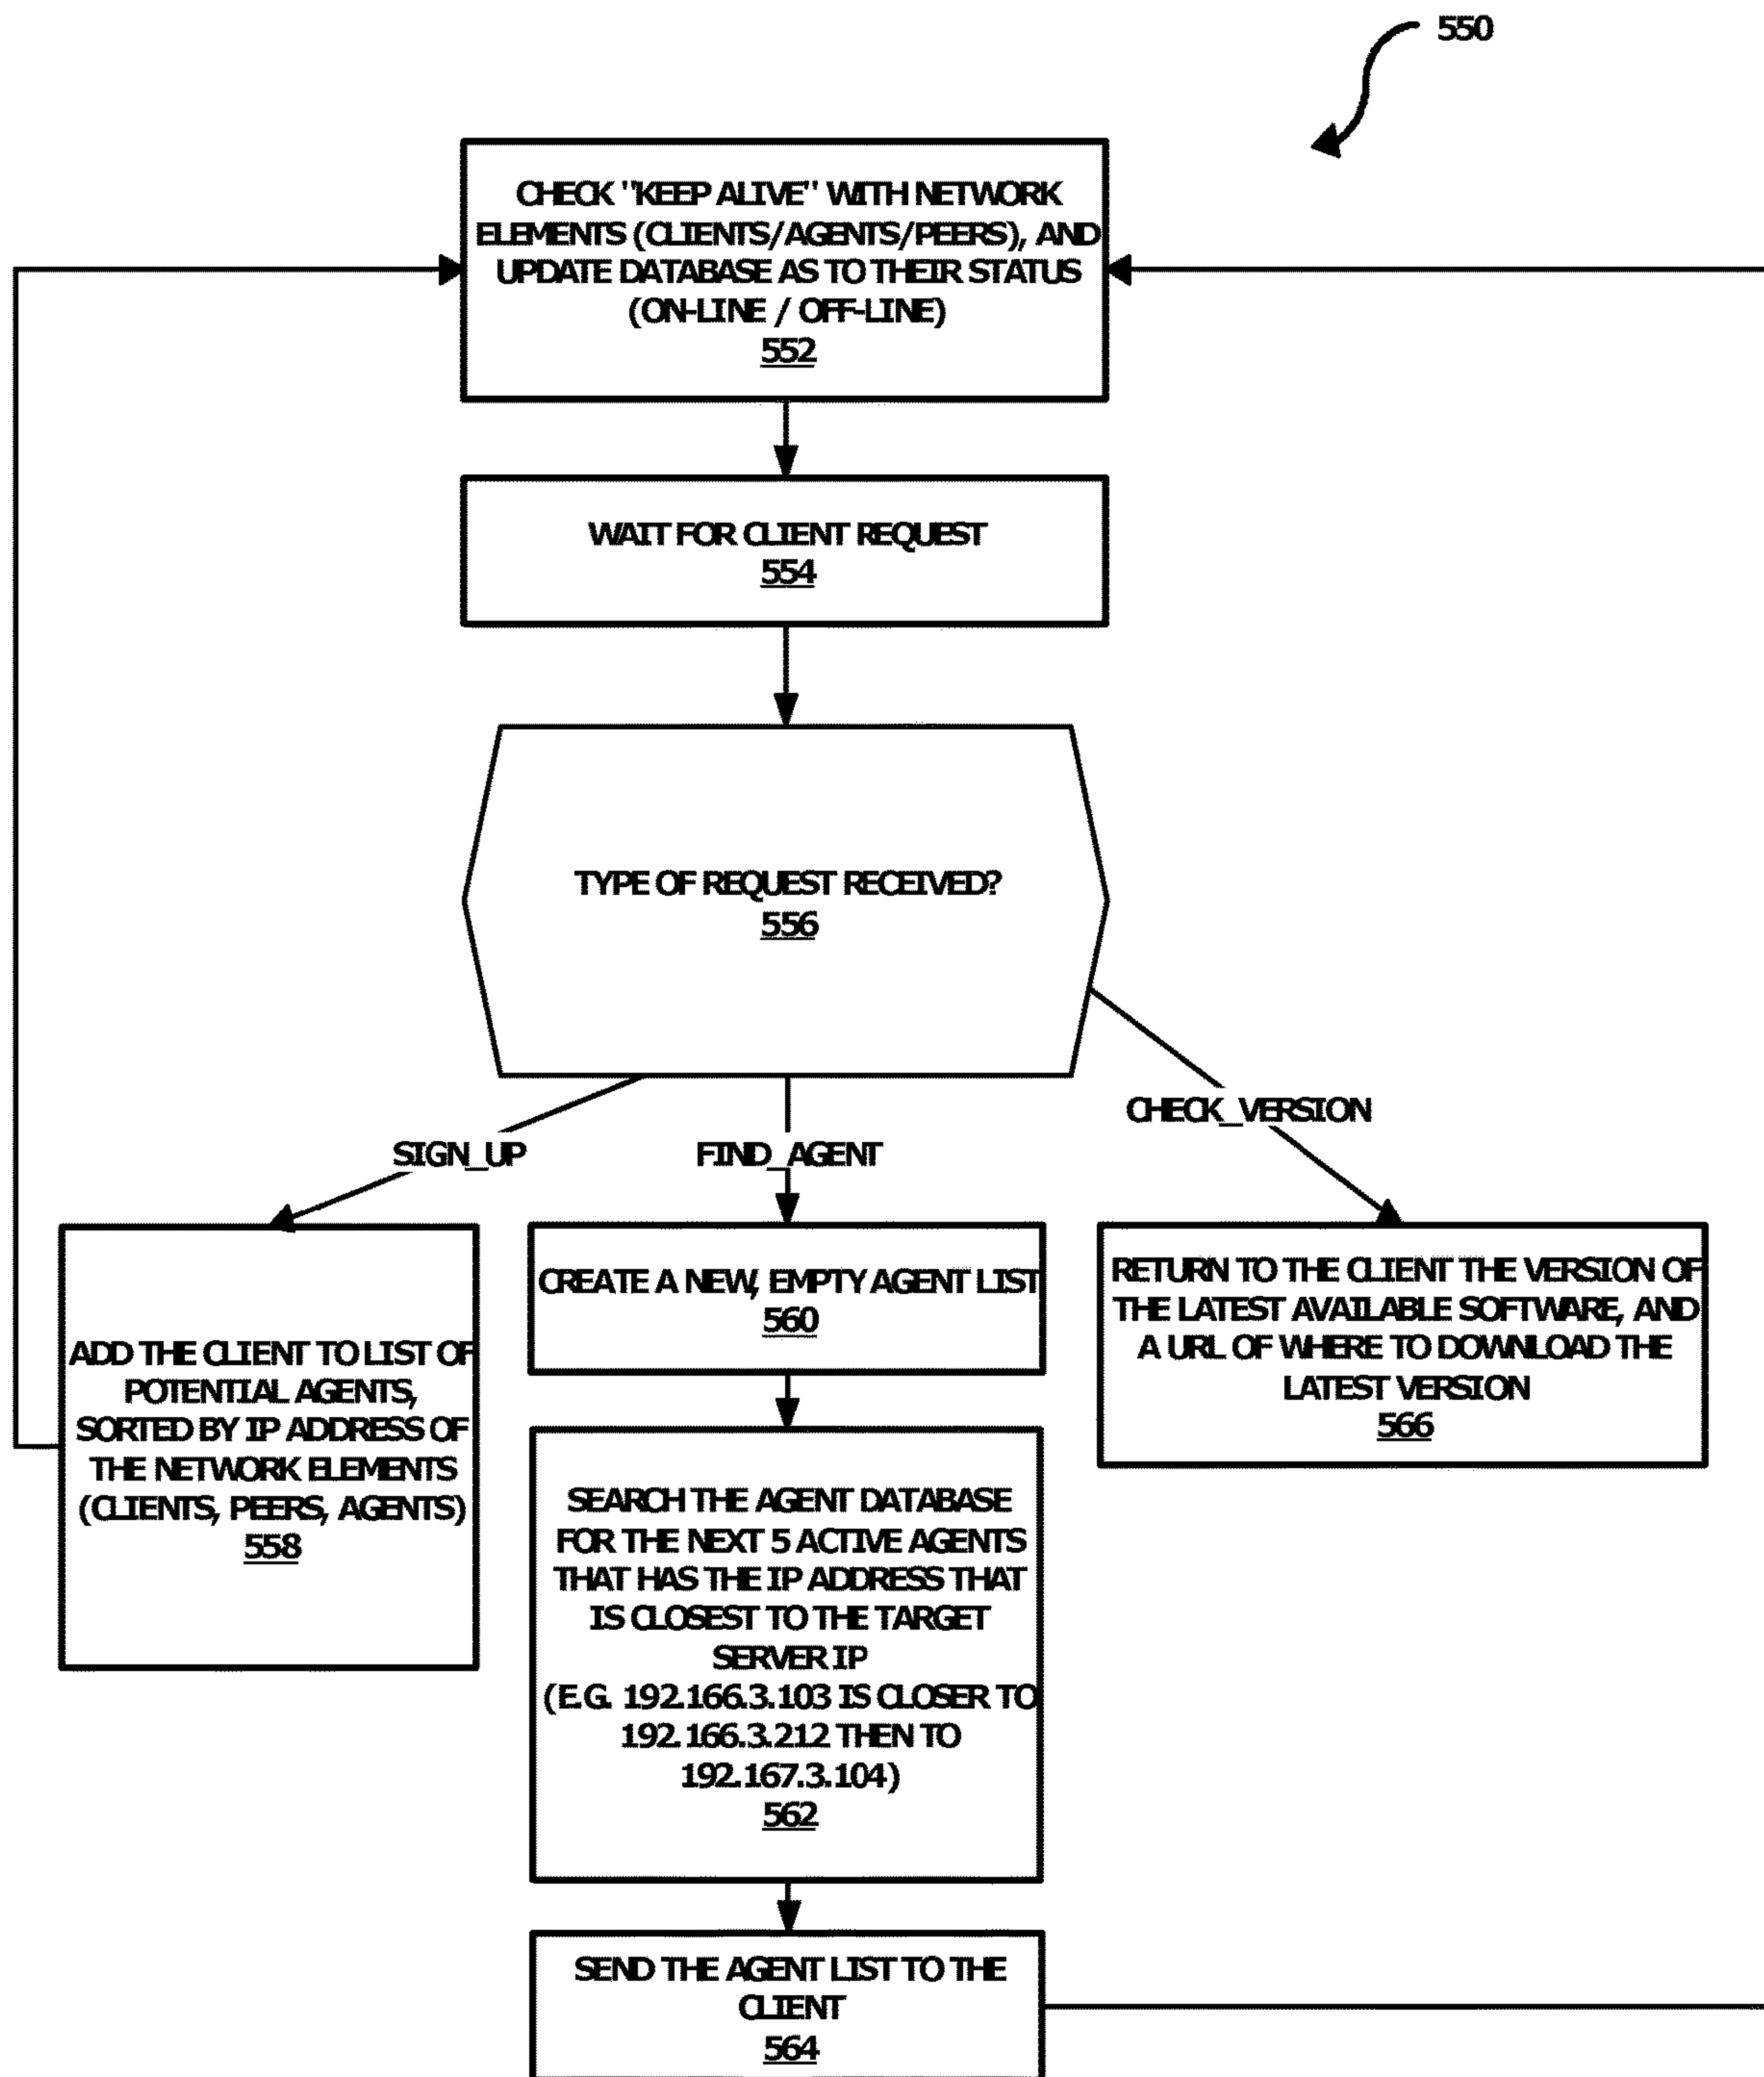 550
CHECK "KEEP ALIVE" WITH NETWORK
ELEMENTS (CLIENTS/AGENTS/PEERS), AND
UPDATE DATABASE AS TO THEIR STATUS
(ON-LINE / OFF-LINE)
552
WAIT FOR CLIENT REQUEST
554
TYPE OF REQUEST RECEIVED?
556
SIGN_UP
FIND_AGENT
CHECK_VERSION
ADD THE CLIENT TO LIST OF
POTENTIAL AGENTS,
SORTED BY IP ADDRESS OF
THE NETWORK ELEMENTS
(CLIENTS, PEERS, AGENTS)
558
CREATE A NEW, EMPTY AGENT LIST
560
SEARCH THE AGENT DATABASE
FOR THE NEXT 5 ACTIVE AGENTS
THAT HAS THE IP ADDRESS THAT
IS CLOSEST TO THE TARGET
SERVER IP
(E.G. 192.166.3.103 IS CLOSER TO
192.166.3.212 THEN TO
192.167.3.104)
562
SEND THE AGENT LIST TO THE
CLIENT
564
RETURN TO THE CLIENT THE VERSION OF
THE LATEST AVAILABLE SOFTWARE, AND
A URL OF WHERE TO DOWNLOAD THE
LATEST VERSION
566